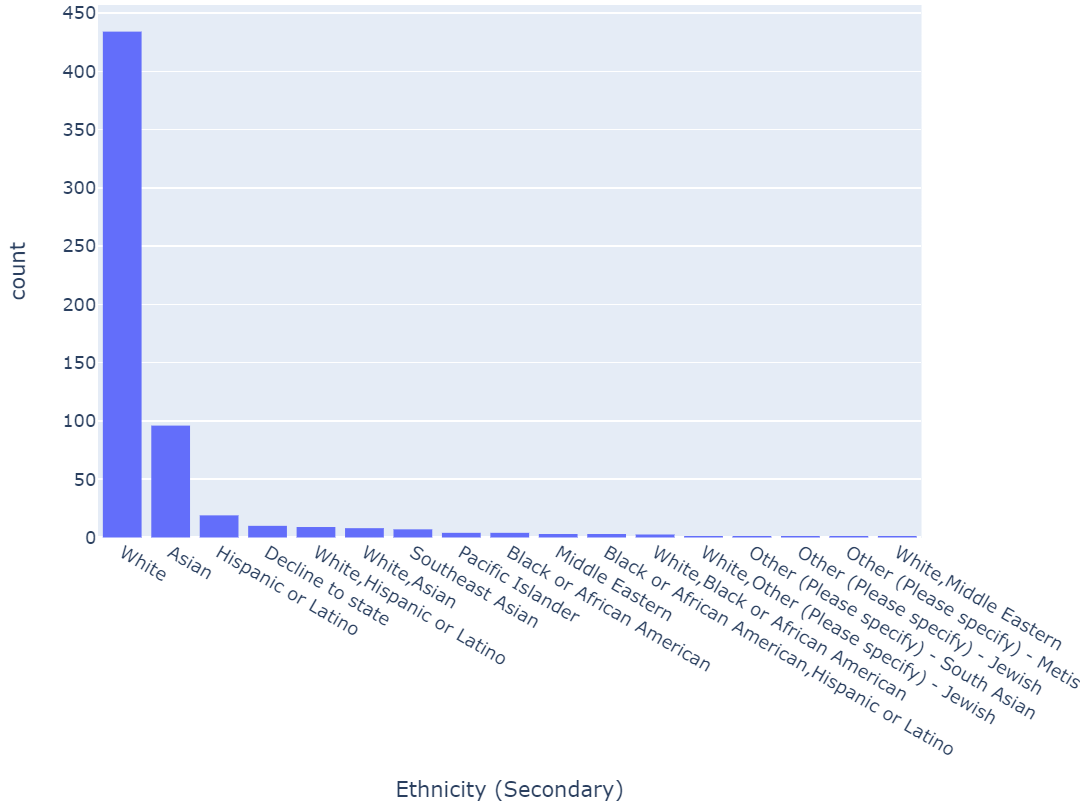 450
400
350
300
250
200
150
100
50
0
count
White
Asian
Hispanic or Latino
Decline to state
White,Hispanic or Latino
White,Asian
Southeast Asian
Pacific Islander
Black or African American
Middle Eastern
Black or African American,Hispanic or Latino
White,Black or African American
White,Other (Please specify) - Jewish
Other (Please specify) - South Asian
Other (Please specify) - Jewish
Other (Please specify) - Metis
White,Middle Eastern
Ethnicity (Secondary)